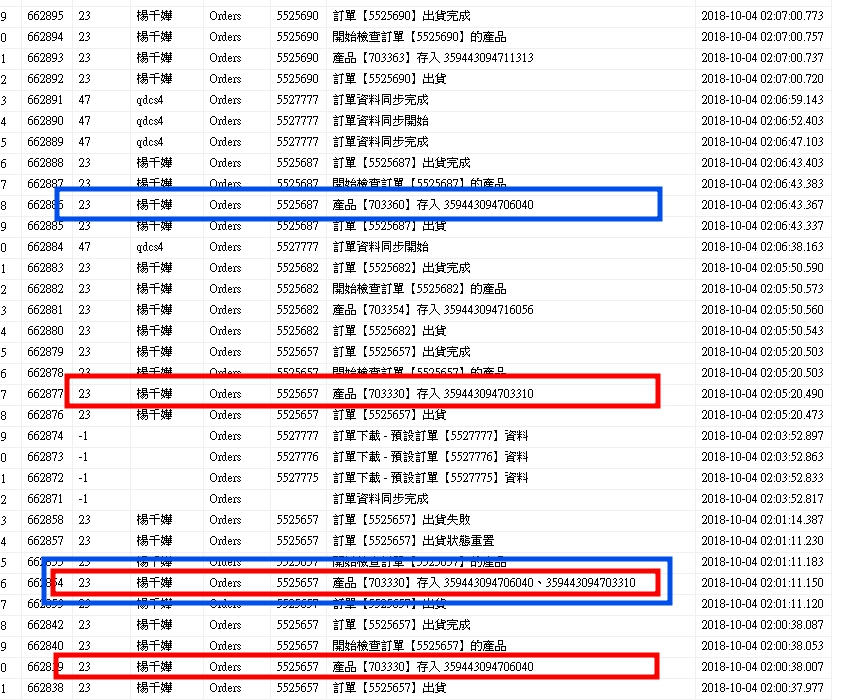 9 662895 23 楊千嬅 Orders 5525690 訂單【5525690】出貨完成 2018-10-04 02:07:00.773
0 662894 23 楊千嬅 Orders 5525690 開始檢查訂單【5525690】的產品 2018-10-04 02:07:00.757
1 662893 23 楊千嬅 Orders 5525690 產品【703363】存入 359443094711313 2018-10-04 02:07:00.737
2 662892 23 楊千嬅 Orders 5525690 訂單【5525690】出貨 2018-10-04 02:07:00.720
3 662891 47 qdcs4 Orders 5527777 訂單資料同步完成 2018-10-04 02:06:59.143
4 662890 47 qdcs4 Orders 5527777 訂單資料同步開始 2018-10-04 02:06:52.403
5 662889 47 qdcs4 Orders 5527777 訂單資料同步完成 2018-10-04 02:06:47.103
6 662888 23 楊千嬅 Orders 5525687 訂單【5525687】出貨完成 2018-10-04 02:06:43.403
7 662887 23 楊千嬅 Orders 5525687 開始檢查訂單【5525687】的產品 2018-10-04 02:06:43.383
8 662886 23 楊千嬅 Orders 5525687 產品【703360】存入 359443094706040 2018-10-04 02:06:43.367
9 662885 23 楊千嬅 Orders 5525687 訂單【5525687】出貨 2018-10-04 02:06:43.337
0 662884 47 qdcs4 Orders 5527777 訂單資料同步開始 2018-10-04 02:06:38.163
1 662883 23 楊千嬅 Orders 5525682 訂單【5525682】出貨完成 2018-10-04 02:05:50.590
2 662882 23 楊千嬅 Orders 5525682 開始檢查訂單【5525682】的產品 2018-10-04 02:05:50.573
3 662881 23 楊千嬅 Orders 5525682 產品【703354】存入 359443094716056 2018-10-04 02:05:50.560
4 662880 23 楊千嬅 Orders 5525682 訂單【5525682】出貨 2018-10-04 02:05:50.543
5 662879 23 楊千嬅 Orders 5525657 訂單【5525657】出貨完成 2018-10-04 02:05:20.503
6 662878 23 楊千嬅 Orders 5525657 開始檢查訂單【5525657】的產品 2018-10-04 02:05:20.503
7 662877 23 楊千嬅 Orders 5525657 產品【703330】存入 359443094703310 2018-10-04 02:05:20.490
8 662876 23 楊千嬅 Orders 5525657 訂單【5525657】出貨 2018-10-04 02:05:20.473
9 662874 -1 Orders 5527777 訂單下載 - 預設訂單【5527777】資料 2018-10-04 02:03:52.897
0 662873 -1 Orders 5527776 訂單下載 - 預設訂單【5527776】資料 2018-10-04 02:03:52.863
1 662872 -1 Orders 5527775 訂單下載 - 預設訂單【5527775】資料 2018-10-04 02:03:52.833
2 662871 -1 Orders 訂單資料同步完成 2018-10-04 02:03:52.817
3 662858 23 楊千嬅 Orders 5525657 訂單【5525657】出貨失敗 2018-10-04 02:01:14.387
4 662857 23 楊千嬅 Orders 5525657 訂單【5525657】出貨狀態重置 2018-10-04 02:01:11.230
5 662855 23 楊千嬅 Orders 5525657 開始檢查訂單【5525657】的產品 2018-10-04 02:01:11.183
6 662854 23 楊千嬅 Orders 5525657 產品【703330】存入 359443094706040、359443094703310 2018-10-04 02:01:11.150
7 662853 23 楊千嬅 Orders 5525657 訂單【5525657】出貨 2018-10-04 02:01:11.120
8 662842 23 楊千嬅 Orders 5525657 訂單【5525657】出貨完成 2018-10-04 02:00:38.087
9 662840 23 楊千嬅 Orders 5525657 開始檢查訂單【5525657】的產品 2018-10-04 02:00:38.053
0 662839 23 楊千嬅 Orders 5525657 產品【703330】存入 359443094706040 2018-10-04 02:00:38.007
1 662838 23 楊千嬅 Orders 5525657 訂單【5525657】出貨 2018-10-04 02:00:37.977